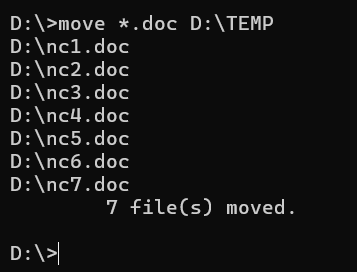 D:\>move *.doc D:\TEMP
D:\nc1.doc
D:\nc2.doc
D:\nc3.doc
D:\nc4.doc
D:\nc5.doc
D:\nc6.doc
D:\nc7.doc
        7 file(s) moved.
D:\>